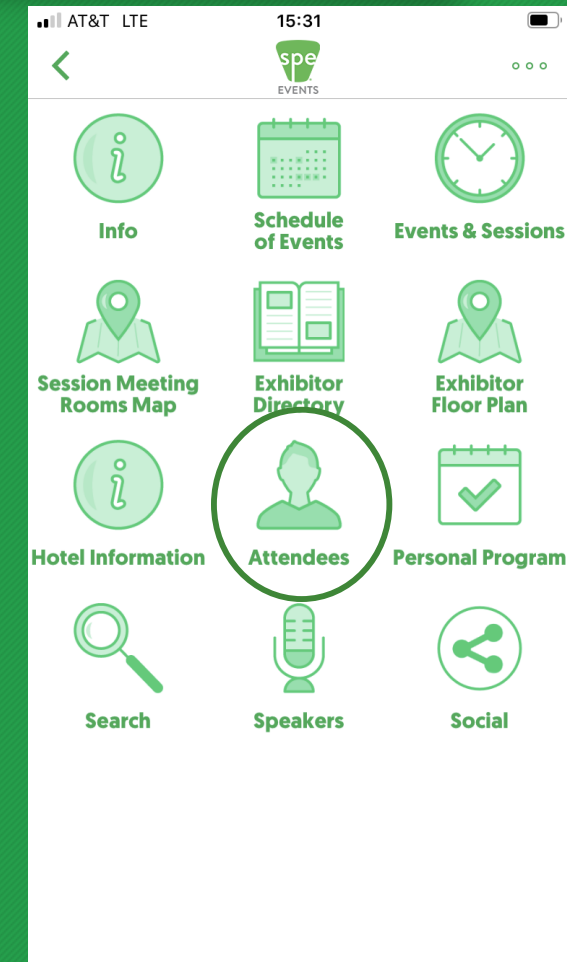 AT&T LTE 15:31
spe
EVENTS
Info
Schedule
of Events
Events & Sessions
Session Meeting
Rooms Map
Exhibitor
Directory
Exhibitor
Floor Plan
Hotel Information
Attendees
Personal Program
Search
Speakers
Social